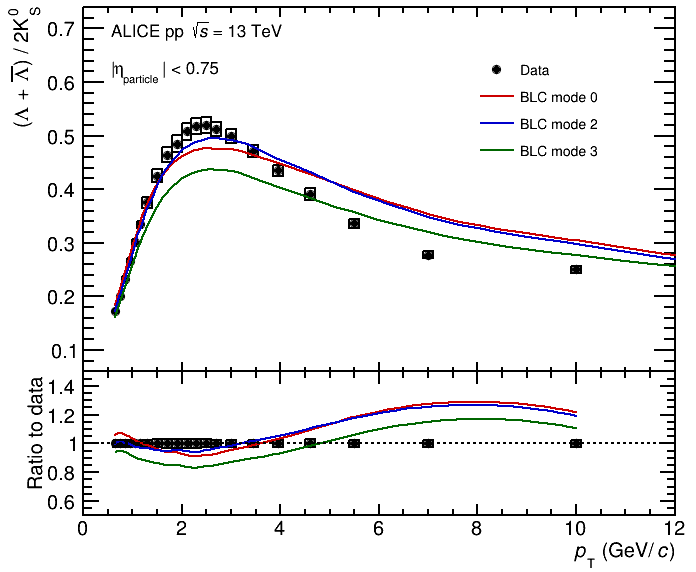 (Λ + Λ̅) / 2K⁰_S
ALICE pp √s = 13 TeV
|η_particle| < 0.75
Data
BLC mode 0
BLC mode 2
BLC mode 3
0.7
0.6
0.5
0.4
0.3
0.2
0.1
Ratio to data
1.4
1.2
1
0.8
0.6
0 2 4 6 8 10 12
p_T (GeV/c)